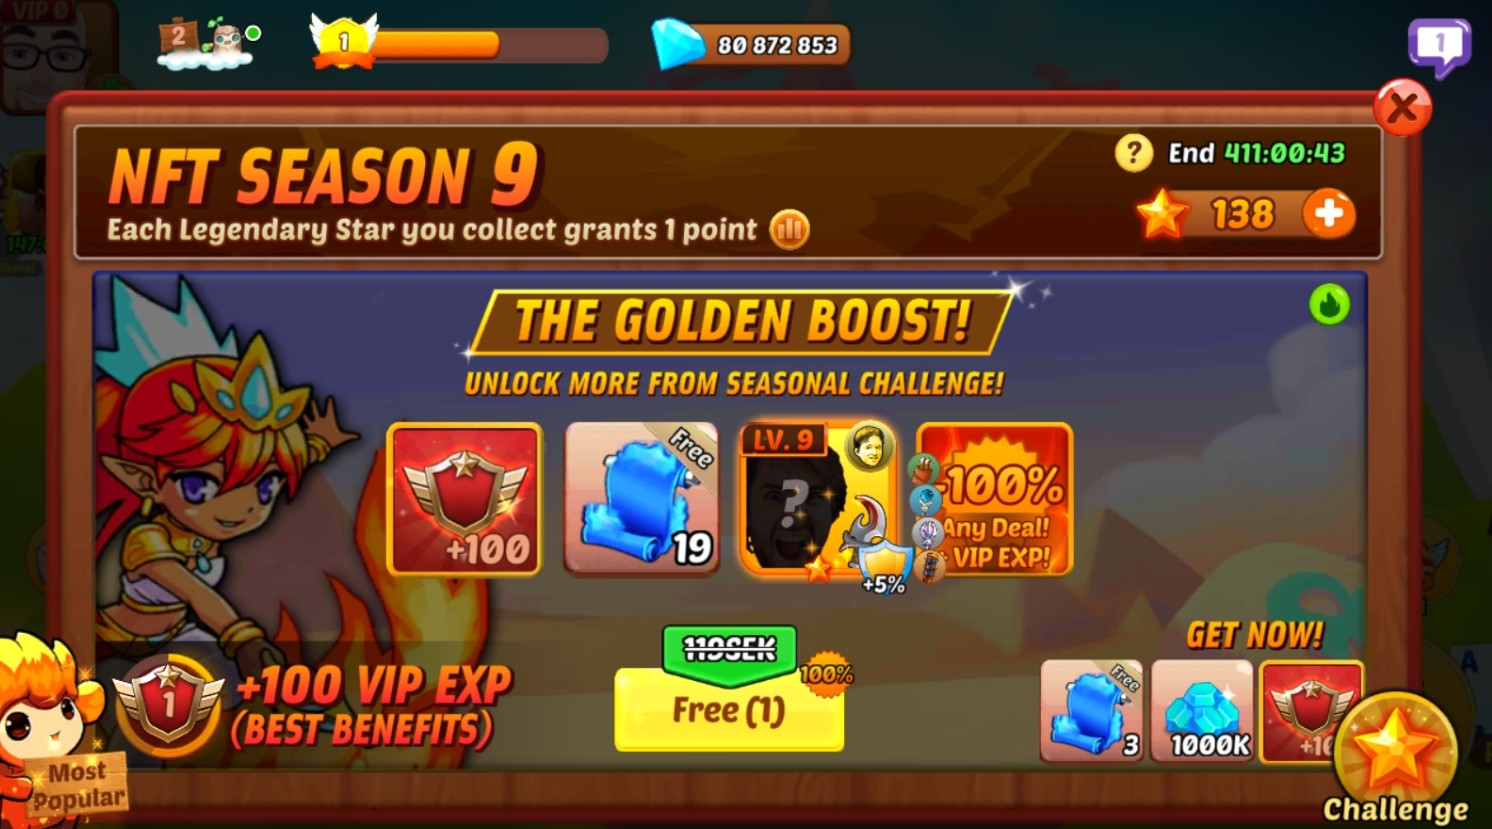 VIP 0
2
1
80 872 853
1
NFT SEASON 9
Each Legendary Star you collect grants 1 point
? End 411:00:43
138
THE GOLDEN BOOST!
UNLOCK MORE FROM SEASONAL CHALLENGE!
+100
Free
19
LV. 9
?
+5%
-100%
Any Deal!
VIP EXP!
1
+100 VIP EXP
(BEST BENEFITS)
119SEK
100%
Free (1)
GET NOW!
Free
3
1000K
Most
Popular
Challenge
A